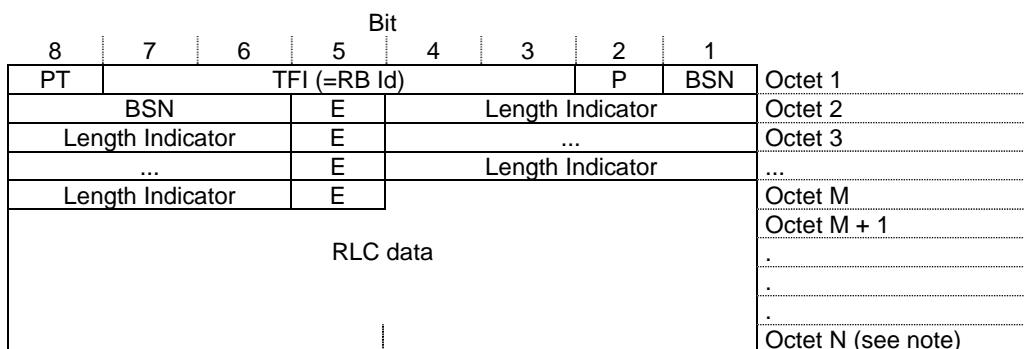 Bit
8 7 6 5 4 3 2 1
PT TFI (=RB Id) P BSN Octet 1
BSN E Length Indicator Octet 2
Length Indicator E ... Octet 3
... E Length Indicator ...
Length Indicator E Octet M
Octet M + 1
RLC data .
.
.
Octet N (see note)